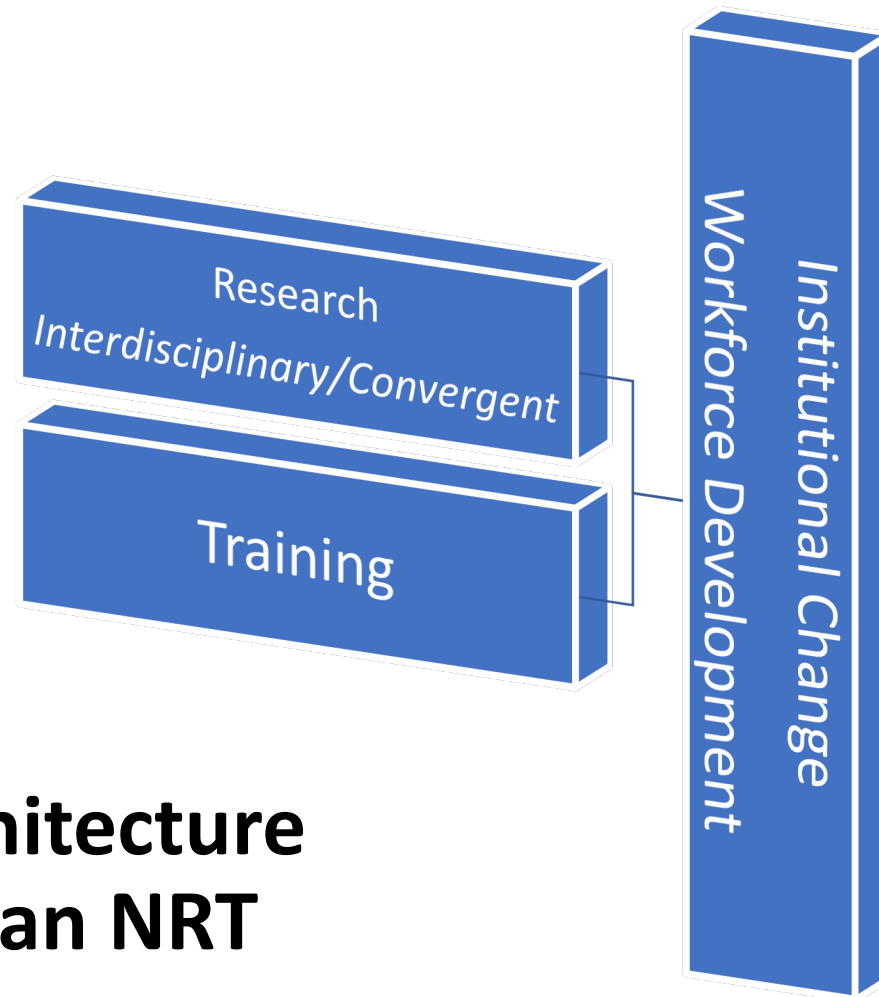 Research
Interdisciplinary/Convergent
Training
Institutional Change
Workforce Development
hitecture
an NRT